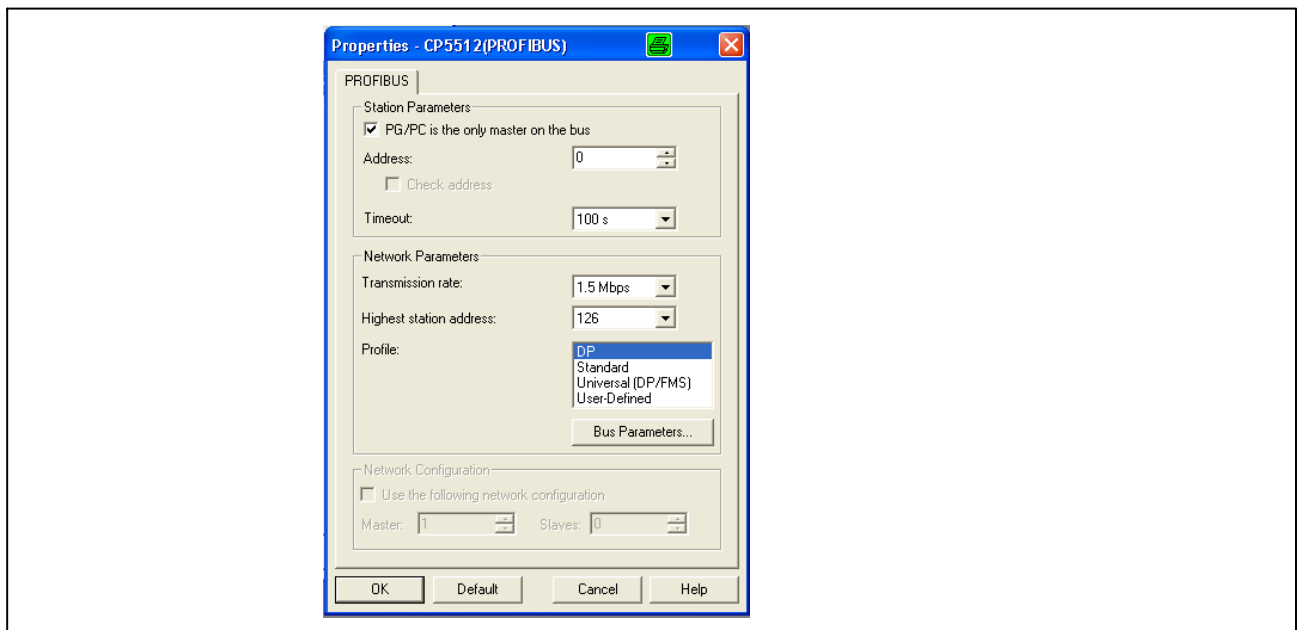 Properties - CP5512(PROFIBUS)
PROFIBUS
Station Parameters
PG/PC is the only master on the bus
Address: 0
Check address
Timeout: 100 s
Network Parameters
Transmission rate: 1.5 Mbps
Highest station address: 126
Profile: DP
Standard
Universal (DP/FMS)
User-Defined
Bus Parameters...
Network Configuration
Use the following network configuration
Master: 1 Slaves: 0
OK Default Cancel Help